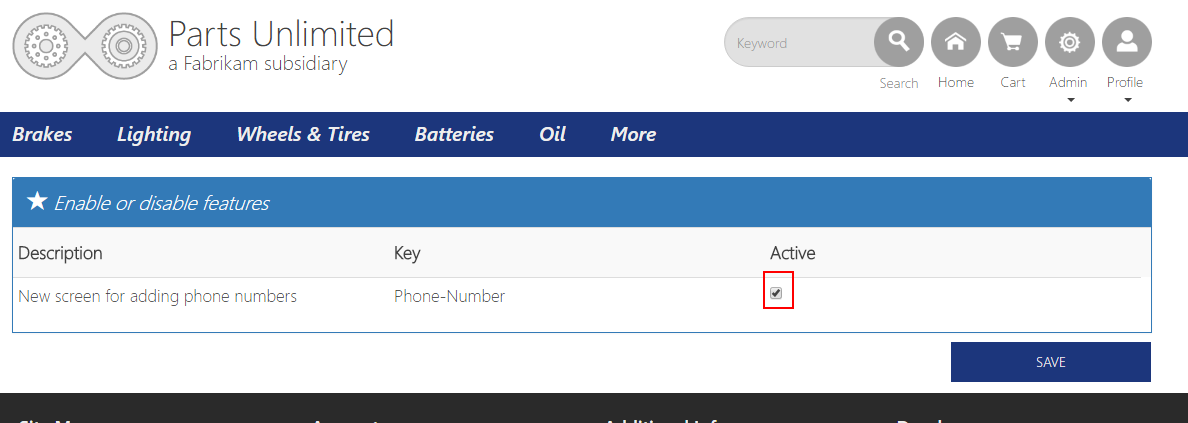 Parts Unlimited
a Fabrikam subsidiary
Keyword
Search Home Cart Admin Profile
Brakes Lighting Wheels & Tires Batteries Oil More
Enable or disable features
Description Key Active
New screen for adding phone numbers Phone-Number
SAVE